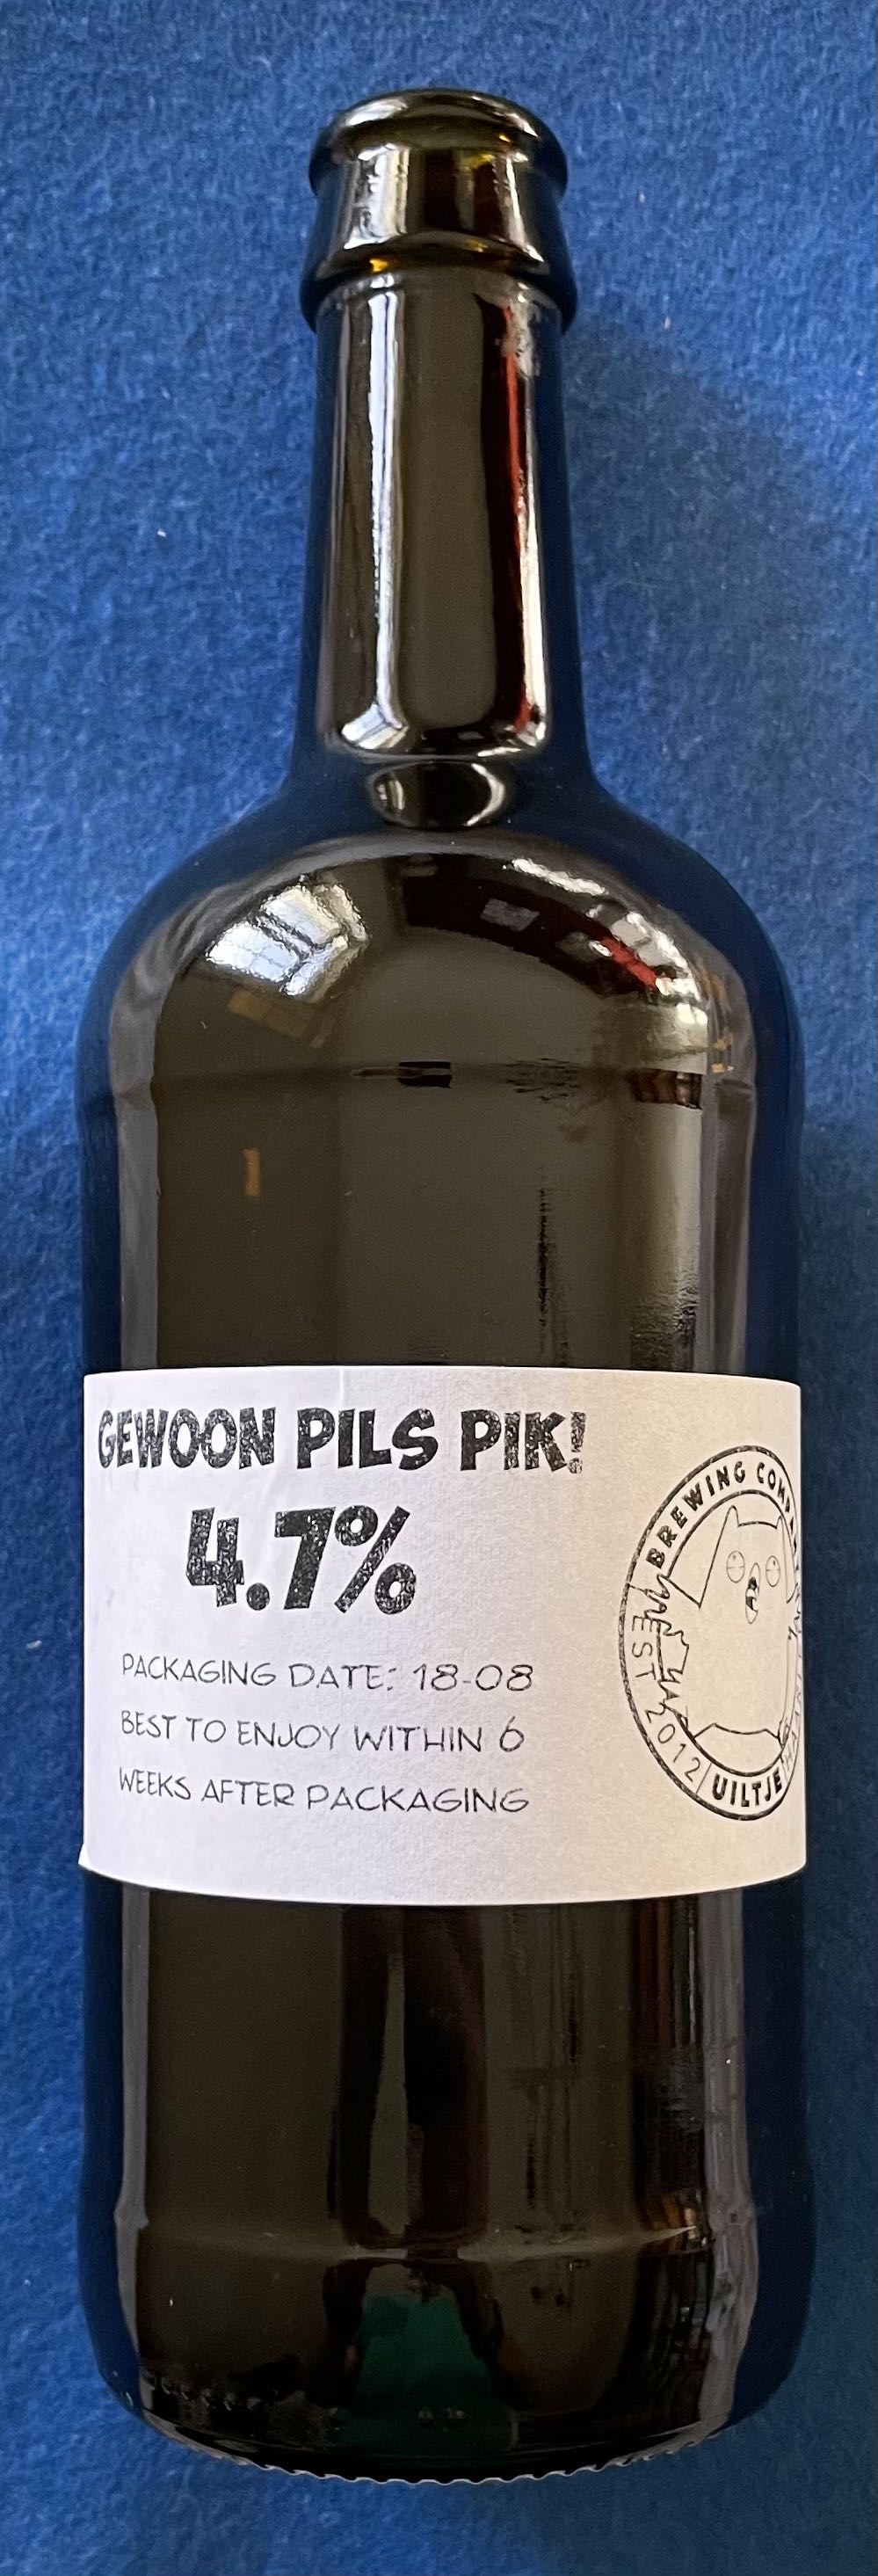 GEWOON PILS PIK!
4.7%
PACKAGING DATE: 18-08
BEST TO ENJOY WITHIN 6
WEEKS AFTER PACKAGING
BREWING COMPANY
EST 2012
UILTJE